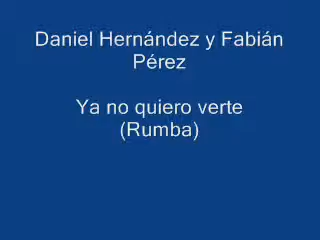 Daniel Hernández y Fabián
Pérez
Ya no quiero verte
(Rumba)